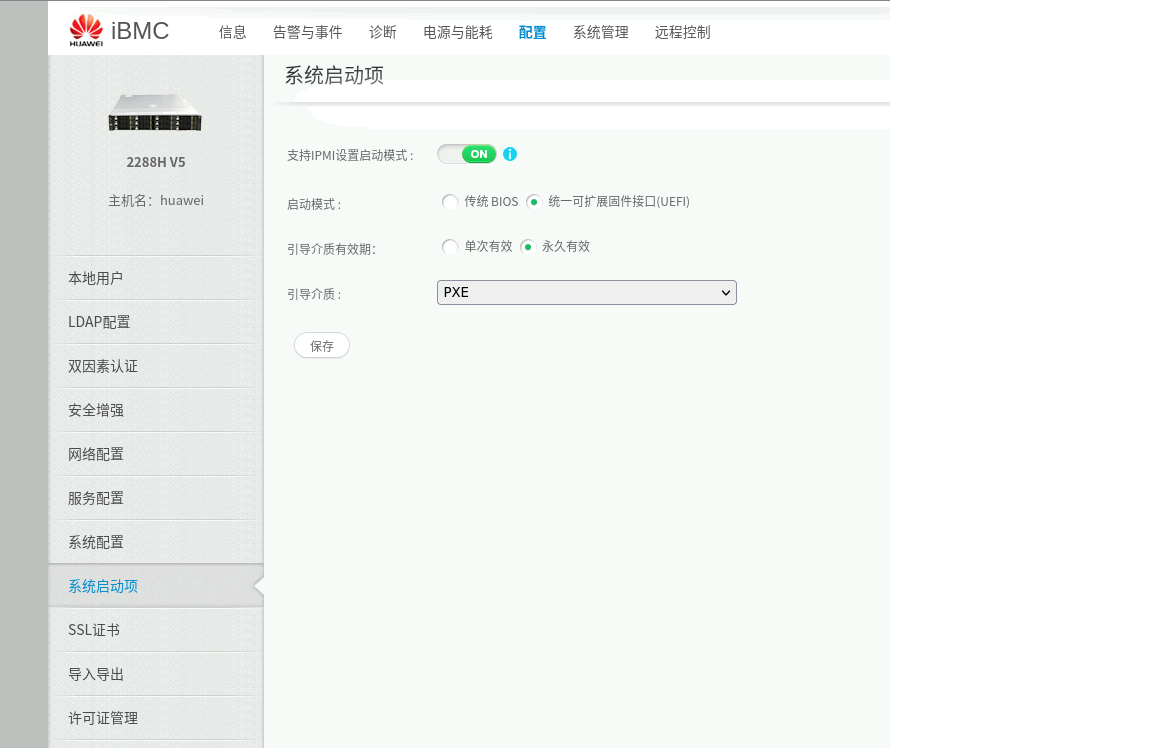 HUAWEI
iBMC 信息 告警与事件 诊断 电源与能耗 配置 系统管理 远程控制
2288H V5
主机名：huawei
本地用户
LDAP配置
双因素认证
安全增强
网络配置
服务配置
系统配置
系统启动项
SSL证书
导入导出
许可证管理
系统启动项
支持IPMI设置启动模式 : ON
启动模式 : 传统 BIOS 统一可扩展固件接口(UEFI)
引导介质有效期： 单次有效 永久有效
引导介质 : PXE
保存